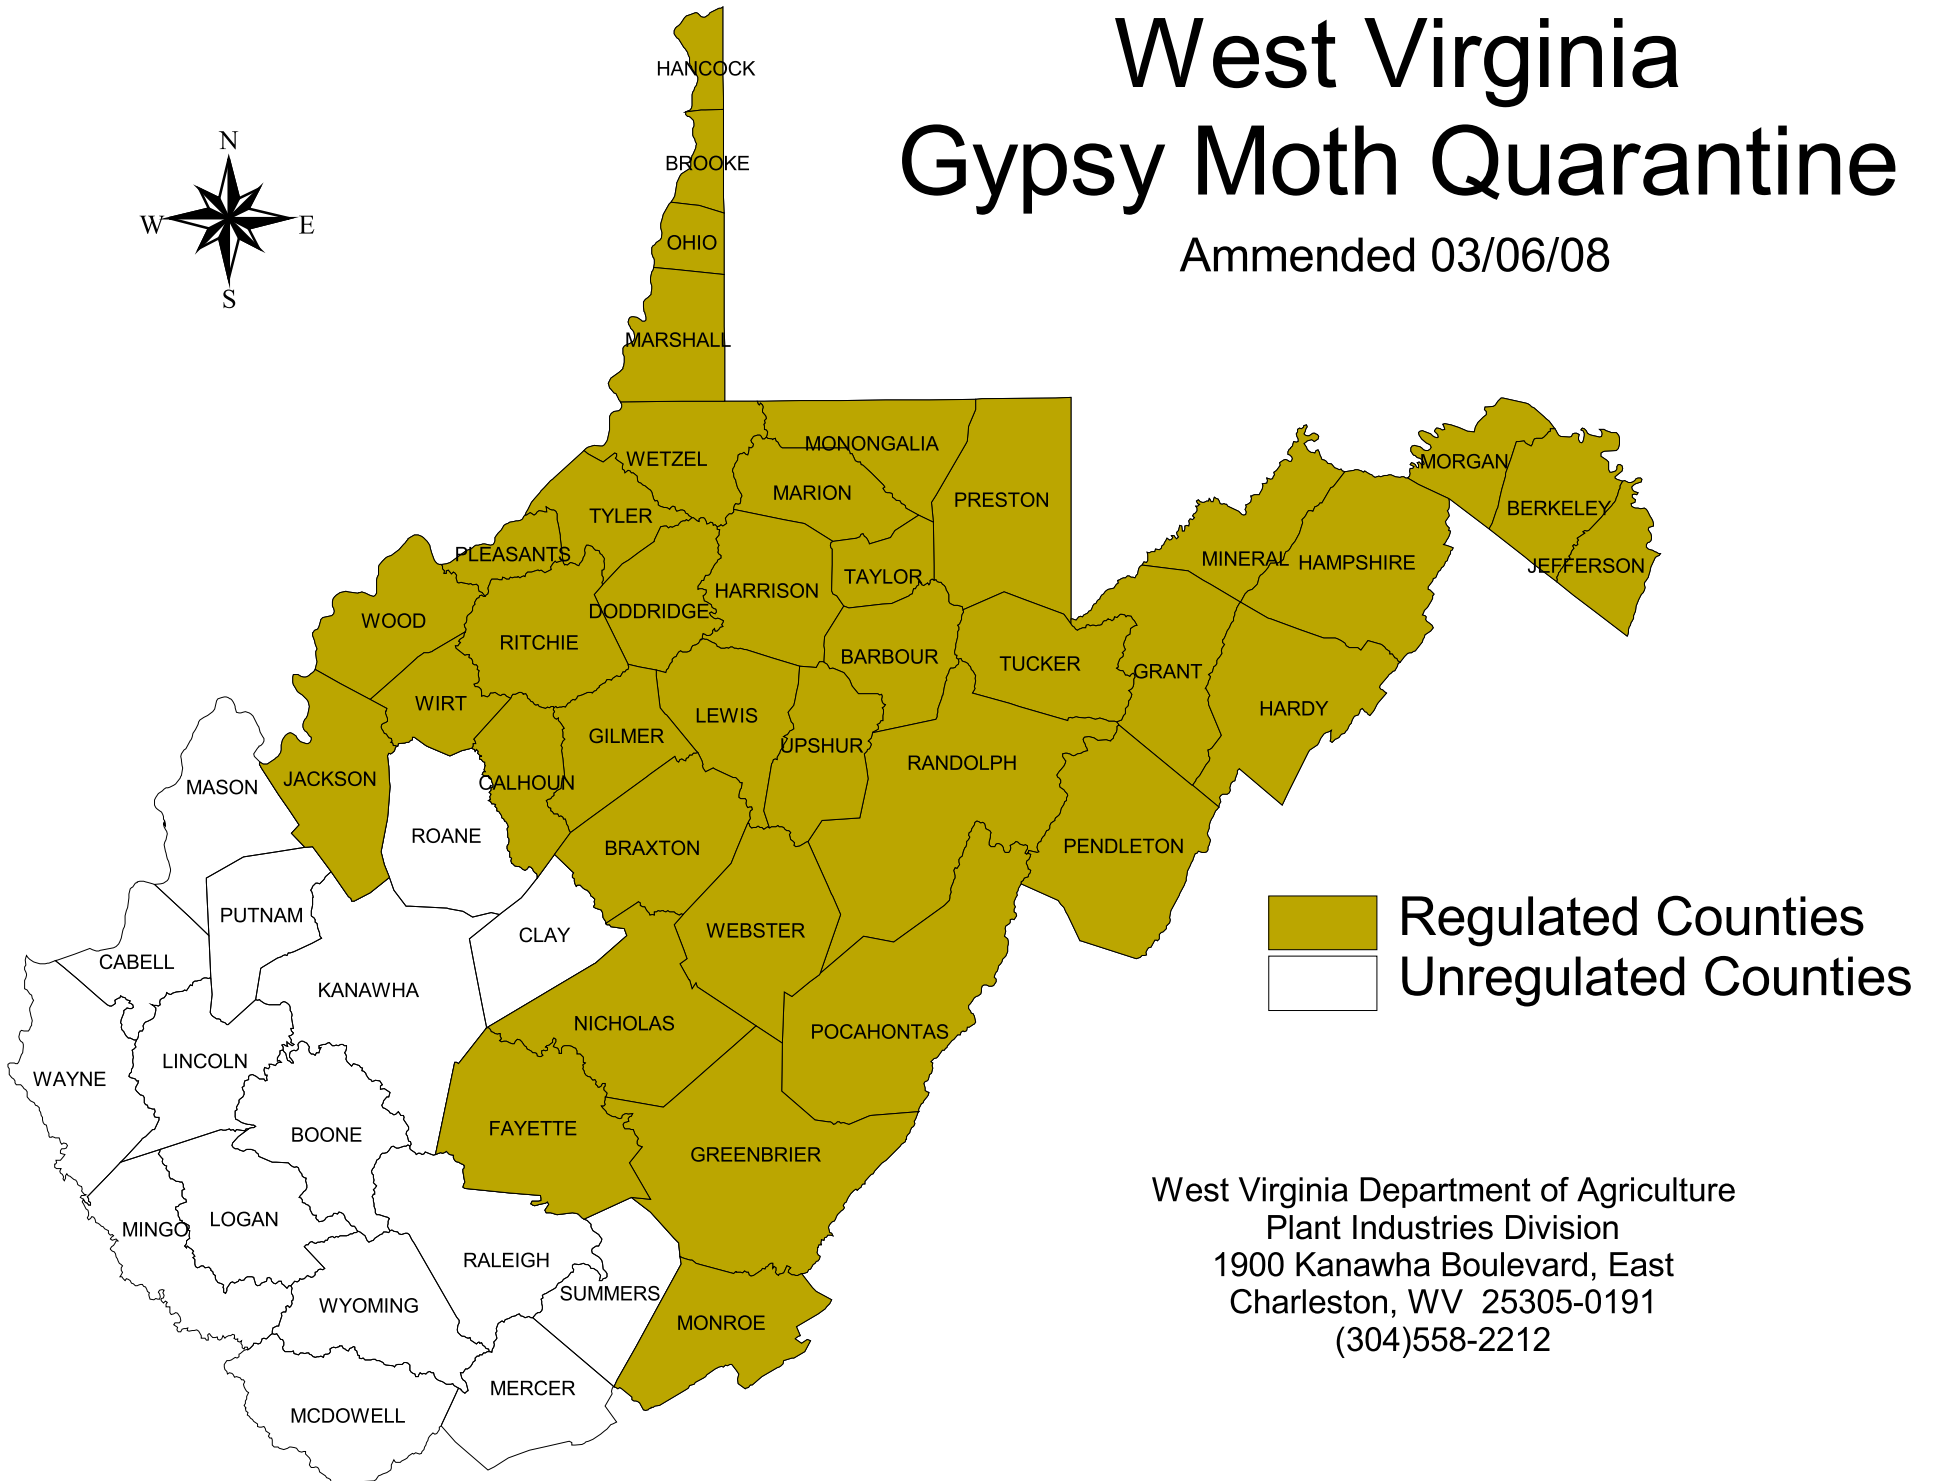 West Virginia
Gypsy Moth Quarantine
Ammended 03/06/08
N
W
E
S
HANCOCK
BROOKE
OHIO
MARSHALL
WETZEL
MONONGALIA
MARION
PRESTON
TYLER
PLEASANTS
MORGAN
BERKELEY
JEFFERSON
MINERAL
HAMPSHIRE
TAYLOR
HARRISON
DODDRIDGE
WOOD
RITCHIE
BARBOUR
TUCKER
GRANT
HARDY
WIRT
LEWIS
GILMER
UPSHUR
RANDOLPH
JACKSON
CALHOUN
MASON
ROANE
BRAXTON
PENDLETON
PUTNAM
CLAY
WEBSTER
CABELL
KANAWHA
NICHOLAS
POCAHONTAS
LINCOLN
WAYNE
BOONE
FAYETTE
GREENBRIER
MINGO
LOGAN
RALEIGH
SUMMERS
WYOMING
MONROE
MERCER
MCDOWELL
Regulated Counties
Unregulated Counties
West Virginia Department of Agriculture
Plant Industries Division
1900 Kanawha Boulevard, East
Charleston, WV  25305-0191
(304)558-2212